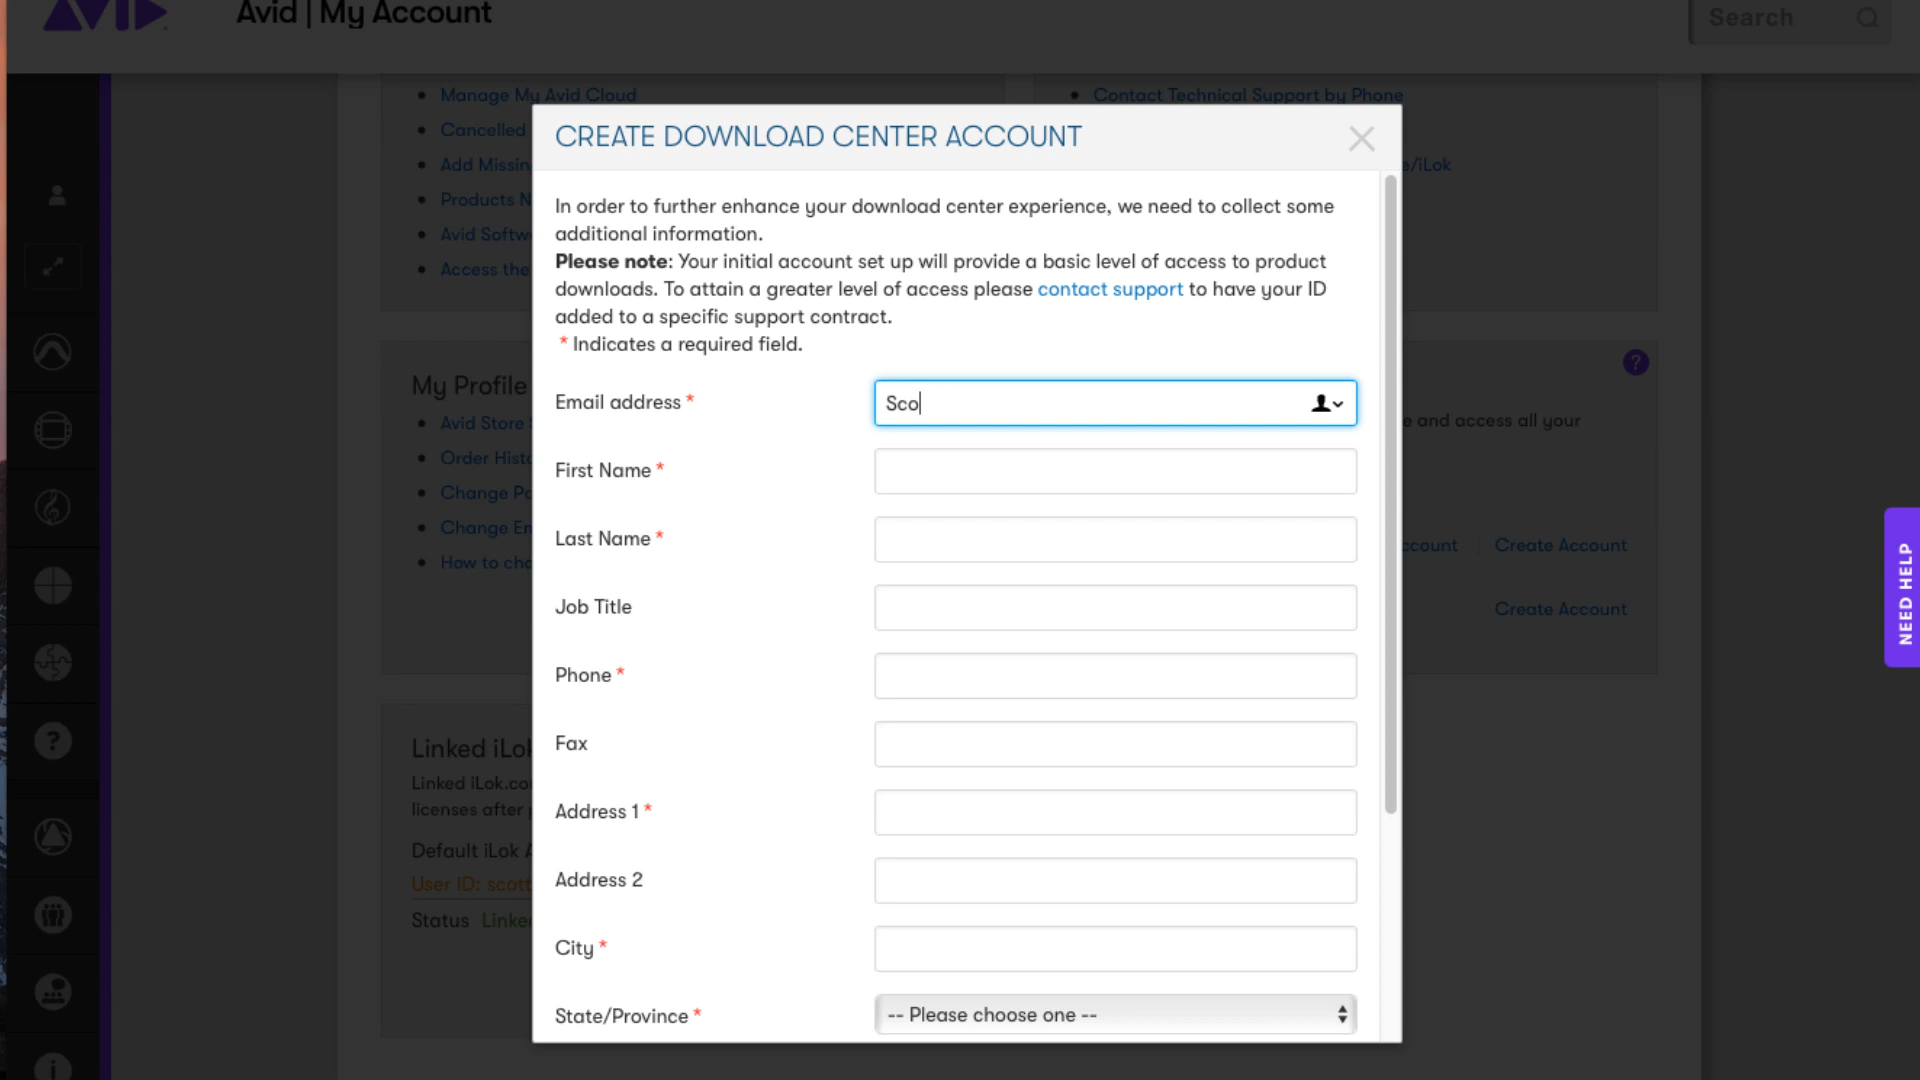 AVID
Avid | My Account
Search
Manage My Avid Cloud
Contact Technical Support by Phone
Cancelled
Add Missin
e/iLok
Products N
Avid Softw
Access the
CREATE DOWNLOAD CENTER ACCOUNT
In order to further enhance your download center experience, we need to collect some
additional information.
Please note: Your initial account set up will provide a basic level of access to product
downloads. To attain a greater level of access please contact support to have your ID
added to a specific support contract.
* Indicates a required field.
Email address *
Sco
First Name *
Last Name *
Job Title
Phone *
Fax
Address 1 *
Address 2
City *
State/Province *
-- Please choose one --
My Profile
Avid Store
Order Histo
Change Pa
Change Em
How to cha
?
e and access all your
ccount
Create Account
Create Account
NEED HELP
Linked iLok
Linked iLok.co
licenses after
Default iLok A
User ID: scott
Status Linked